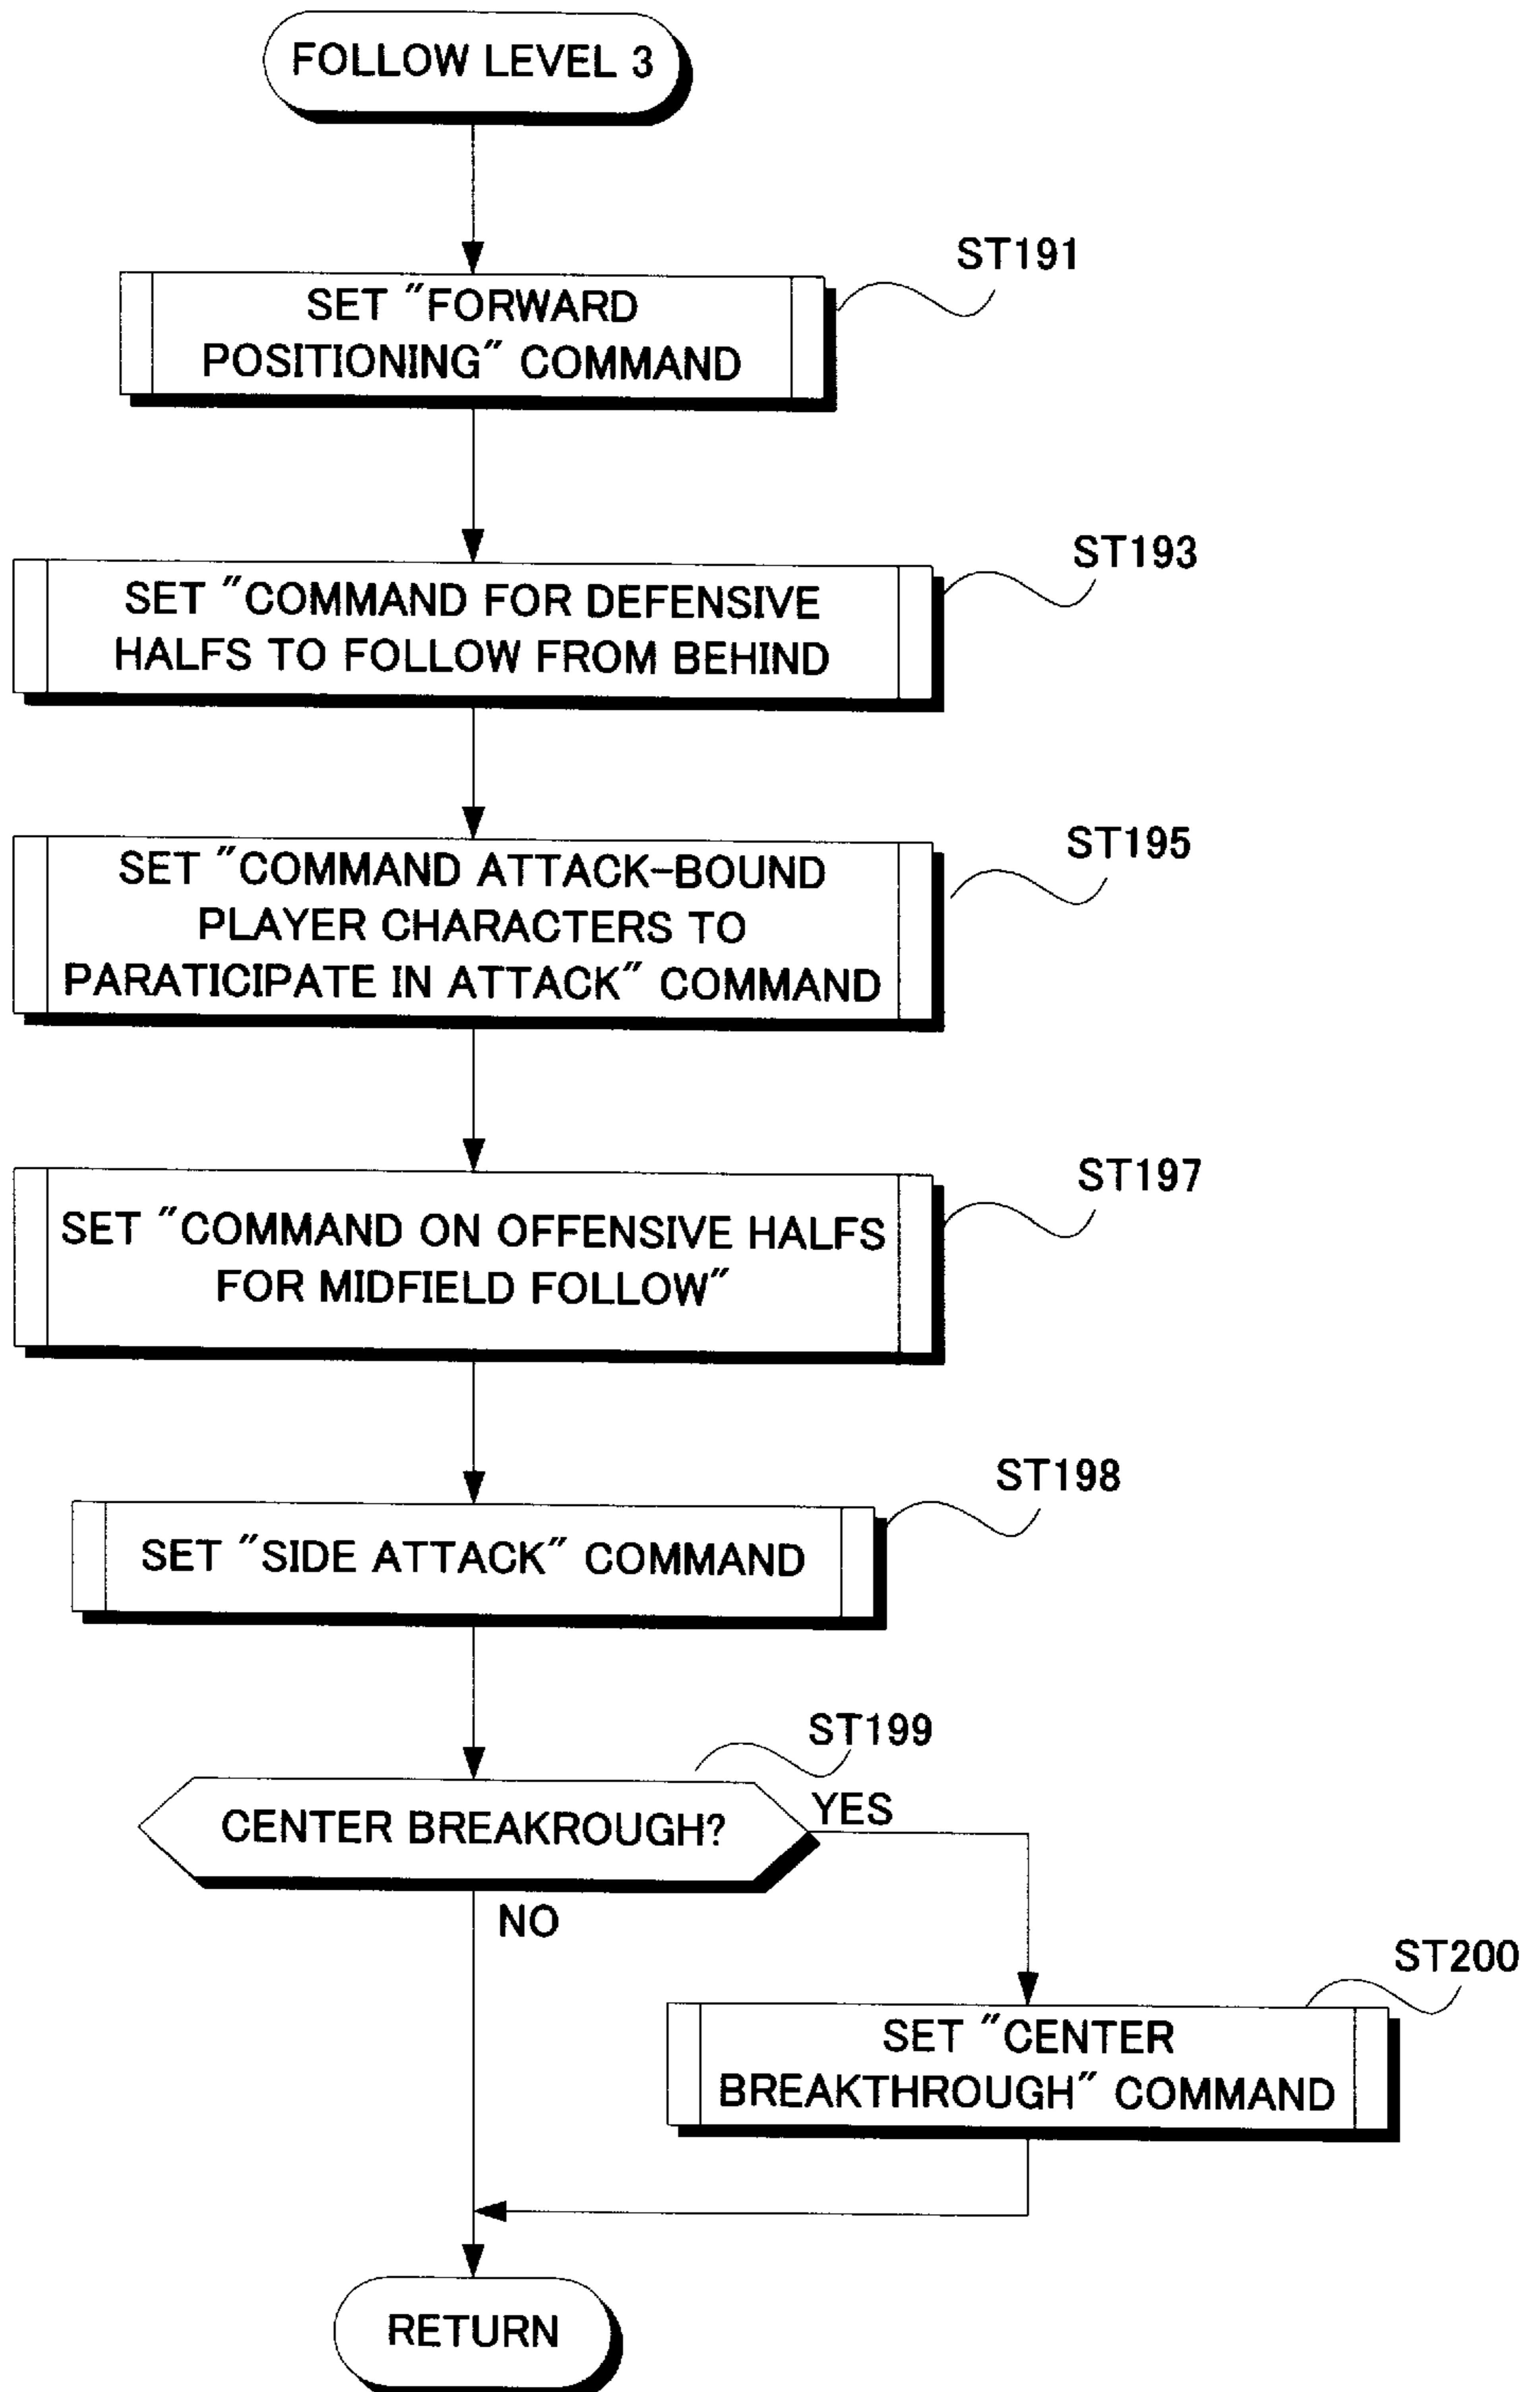 FOLLOW LEVEL 3
ST191
SET "FORWARD
POSITIONING" COMMAND
ST193
SET "COMMAND FOR DEFENSIVE
HALFS TO FOLLOW FROM BEHIND
ST195
SET "COMMAND ATTACK-BOUND
PLAYER CHARACTERS TO
PARATICIPATE IN ATTACK" COMMAND
ST197
SET "COMMAND ON OFFENSIVE HALFS
FOR MIDFIELD FOLLOW"
ST198
SET "SIDE ATTACK" COMMAND
ST199
CENTER BREAKROUGH?
YES
NO
ST200
SET "CENTER
BREAKTHROUGH" COMMAND
RETURN